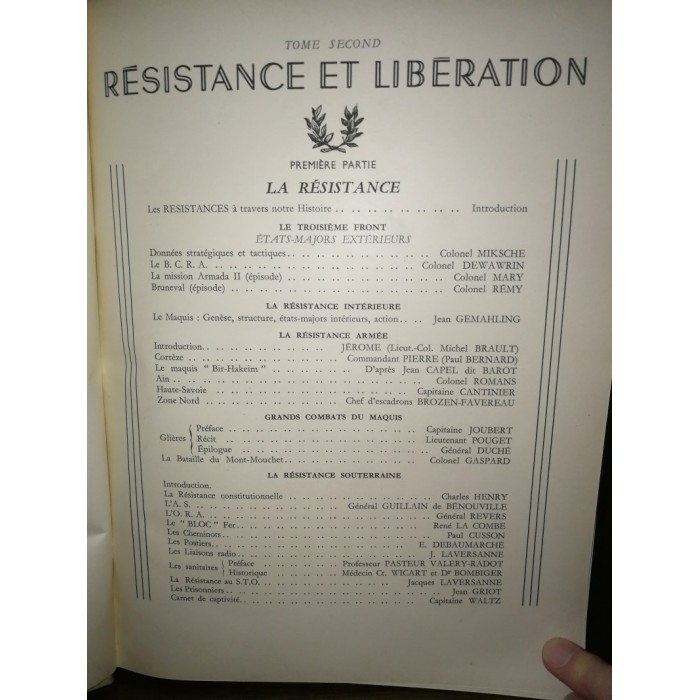 TOME SECOND
RÉSISTANCE ET LIBÉRATION
PREMIÈRE PARTIE
LA RÉSISTANCE
Les RESISTANCES à travers notre Histoire .. .. .. .. .. .. .. .. Introduction
LE TROISIÈME FRONT
ÉTATS-MAJORS EXTÉRIEURS
Données stratégiques et tactiques.. .. .. .. .. .. .. .. .. .. Colonel MIKSCHE
Le B. C. R. A. .. .. .. .. .. .. .. .. .. .. .. .. .. Colonel DEWAWRIN
La mission Armada II (épisode) .. .. .. .. .. .. .. .. .. .. Colonel MARY
Bruneval (épisode) .. .. .. .. .. .. .. .. .. .. .. .. Colonel RÉMY
LA RÉSISTANCE INTÉRIEURE
Le Maquis : Genèse, structure, états-majors intérieurs, action.. .. Jean GEMAHLING
LA RÉSISTANCE ARMÉE
Introduction.. .. .. .. .. .. .. .. JÉROME (Lieut.-Col. Michel BRAULT)
Corrèze .. .. .. .. .. .. .. .. .. Commandant PIERRE (Paul BERNARD)
Le maquis "Bir-Hakeim" .. .. .. .. .. .. D'après Jean CAPEL dit BAROT
Ain .. .. .. .. .. .. .. .. .. .. .. .. .. .. Colonel ROMANS
Haute-Savoie .. .. .. .. .. .. .. .. .. .. .. Capitaine CANTINIER
Zone Nord .. .. .. .. .. .. .. .. Chef d'escadrons BROZEN-FAVEREAU
GRANDS COMBATS DU MAQUIS
Glières { Préface .. .. .. .. .. .. .. .. .. .. .. Capitaine JOUBERT
Récit .. .. .. .. .. .. .. .. .. .. .. Lieutenant POUGET
Épilogue .. .. .. .. .. .. .. .. .. .. .. Général DUCHÉ
La Bataille du Mont-Mouchet.. .. .. .. .. .. .. .. .. Colonel GASPARD
LA RÉSISTANCE SOUTERRAINE
Introduction.
La Résistance constitutionnelle .. .. .. .. .. .. .. .. .. Charles HENRY
L'A. S. .. .. .. .. .. .. .. .. .. Général GUILLAIN de BÉNOUVILLE
L'O. R. A. .. .. .. .. .. .. .. .. .. .. .. .. .. Général REVERS
Le "BLOC" Fer.. .. .. .. .. .. .. .. .. .. .. .. René LA COMBE
Les Cheminots.. .. .. .. .. .. .. .. .. .. .. .. .. Paul CUSSON
Les Postiers.. .. .. .. .. .. .. .. .. .. .. .. E. DEBAUMARCHÉ
Les Liaisons radio.. .. .. .. .. .. .. .. .. .. .. J. LAVERSANNE
Les sanitaires { Préface .. .. .. .. .. .. Professeur PASTEUR VALERY-RADOT
Historique .. .. .. .. .. Médecin Ct. WICART et Dr BOMBIGER
La Résistance au S.T.O. .. .. .. .. .. .. .. .. .. Jacques LAVERSANNE
Les Prisonniers.. .. .. .. .. .. .. .. .. .. .. .. .. Jean GRIOT
Carnet de captivité.. .. .. .. .. .. .. .. .. .. .. Capitaine WALTZ